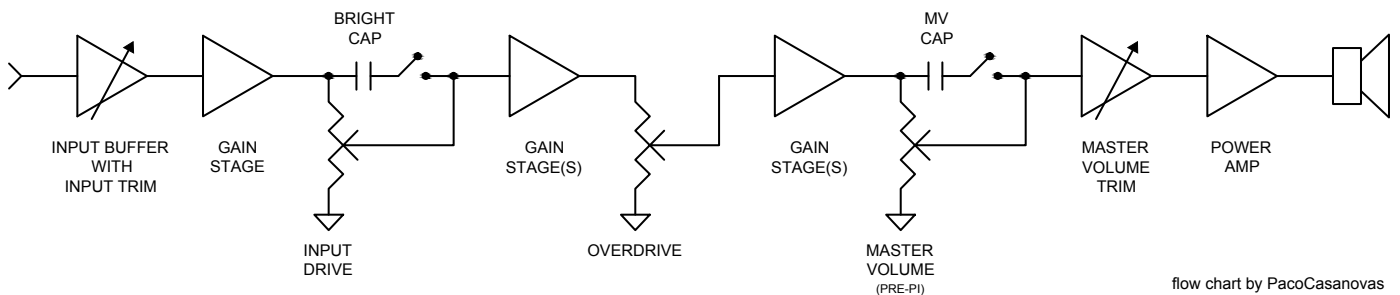 BRIGHT
CAP
MV
CAP
INPUT BUFFER
WITH
INPUT TRIM
GAIN
STAGE
GAIN
STAGE(S)
GAIN
STAGE(S)
MASTER
VOLUME
TRIM
POWER
AMP
INPUT
DRIVE
OVERDRIVE
MASTER
VOLUME
(PRE-PI)
flow chart by PacoCasanovas